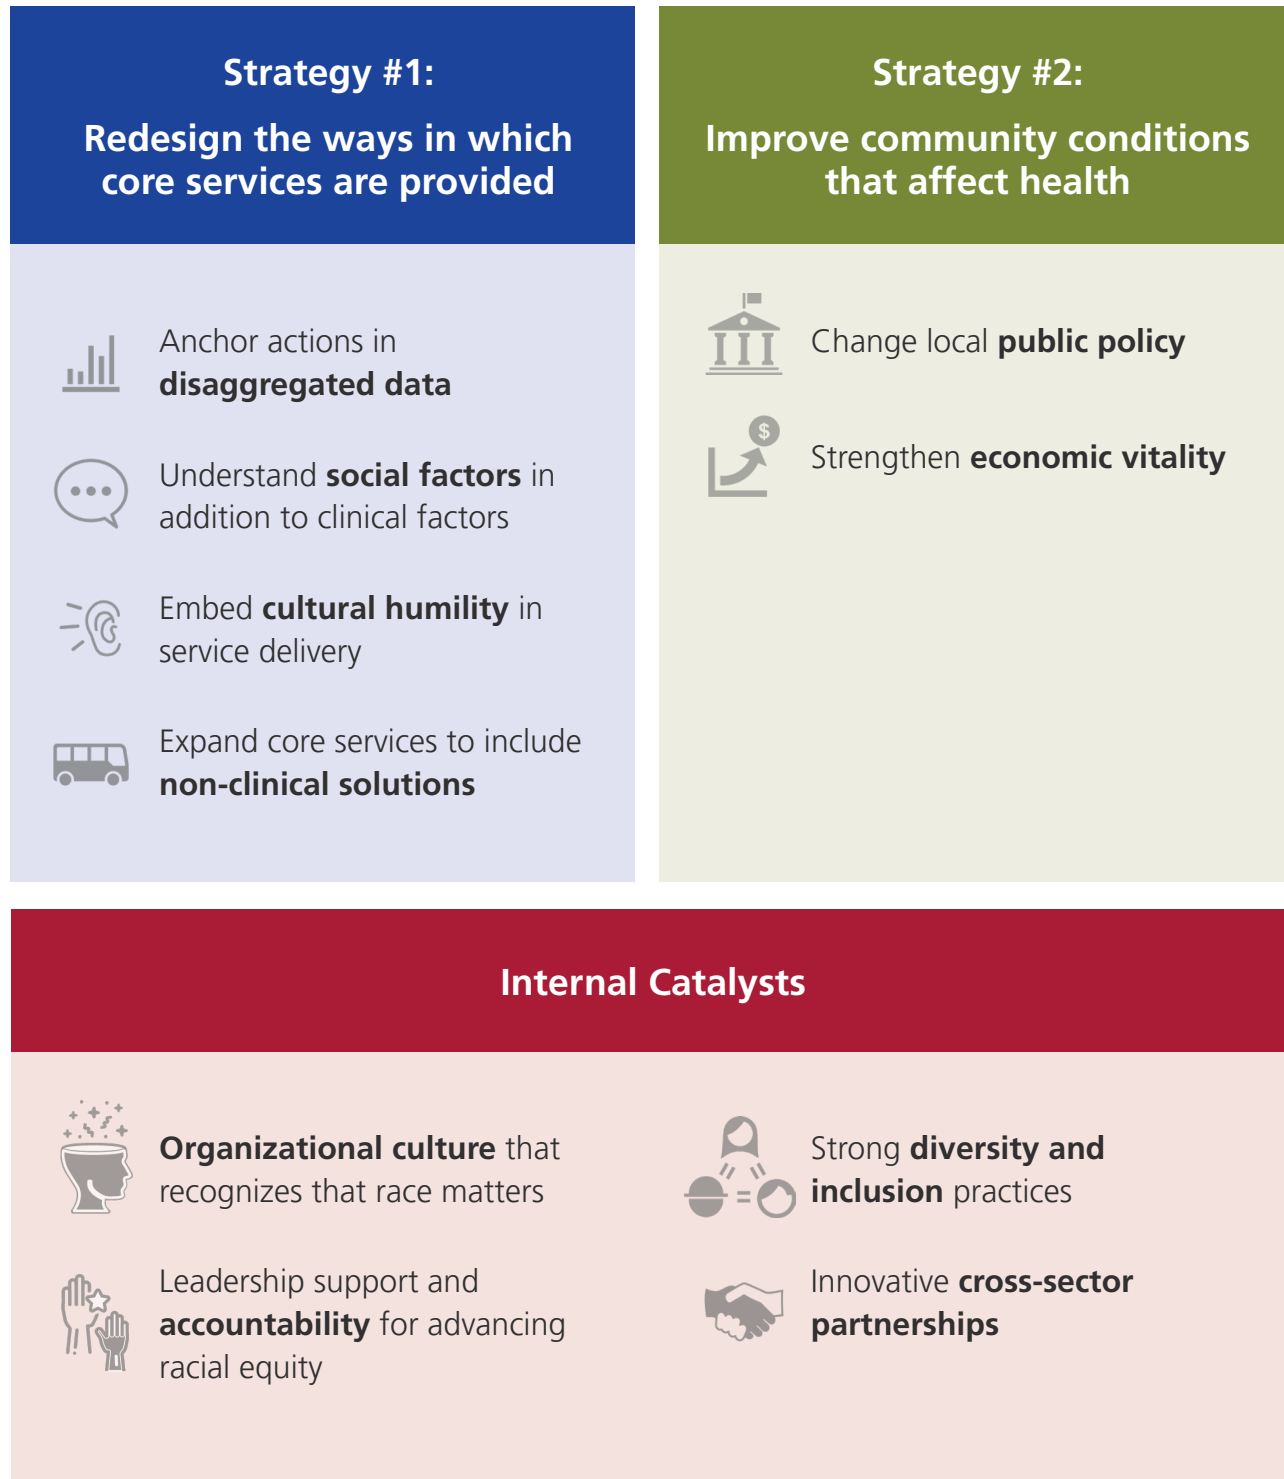 Strategy #1:
Redesign the ways in which
core services are provided
Anchor actions in
disaggregated data
Understand social factors in
addition to clinical factors
Embed cultural humility in
service delivery
Expand core services to include
non-clinical solutions
Strategy #2:
Improve community conditions
that affect health
Change local public policy
$
Strengthen economic vitality
Internal Catalysts
Organizational culture that
recognizes that race matters
Leadership support and
accountability for advancing
racial equity
Strong diversity and
inclusion practices
Innovative cross-sector
partnerships